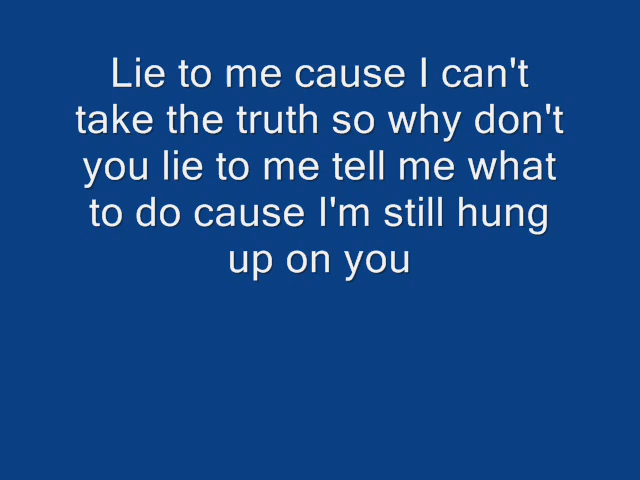 Lie to me cause I can't
take the truth so why don't
you lie to me tell me what
to do cause I'm still hung
up on you